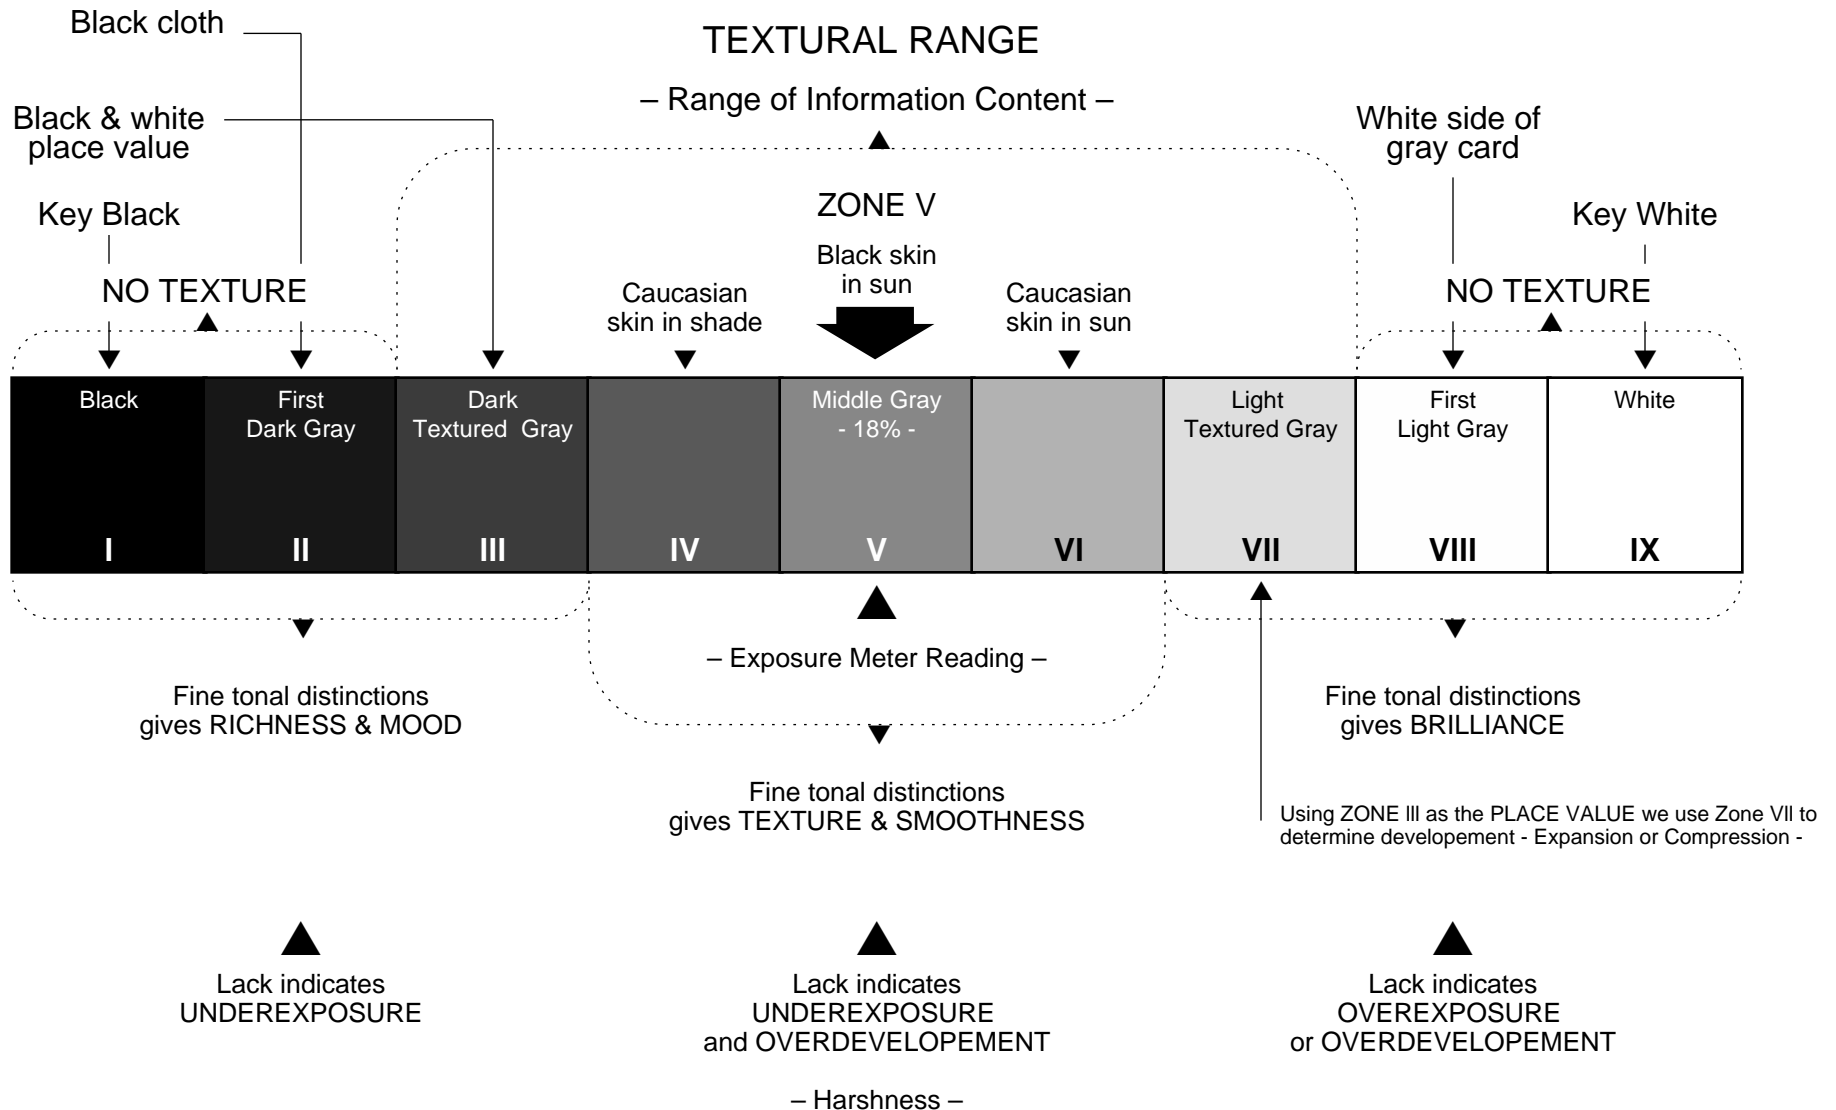 Black cloth
TEXTURAL RANGE
– Range of Information Content –
Black & white
place value
White side of
gray card
Key Black
ZONE V
Key White
Black skin
in sun
NO TEXTURE
Caucasian
skin in shade
Caucasian
skin in sun
NO TEXTURE
Black
First
Dark Gray
Dark
Textured Gray
Middle Gray
- 18% -
Light
Textured Gray
First
Light Gray
White
I
II
III
IV
V
VI
VII
VIII
IX
– Exposure Meter Reading –
Fine tonal distinctions
gives RICHNESS & MOOD
Fine tonal distinctions
gives BRILLIANCE
Fine tonal distinctions
gives TEXTURE & SMOOTHNESS
Using ZONE III as the PLACE VALUE we use Zone VII to
determine developement - Expansion or Compression -
Lack indicates
UNDEREXPOSURE
Lack indicates
UNDEREXPOSURE
and OVERDEVELOPEMENT
Lack indicates
OVEREXPOSURE
or OVERDEVELOPEMENT
– Harshness –